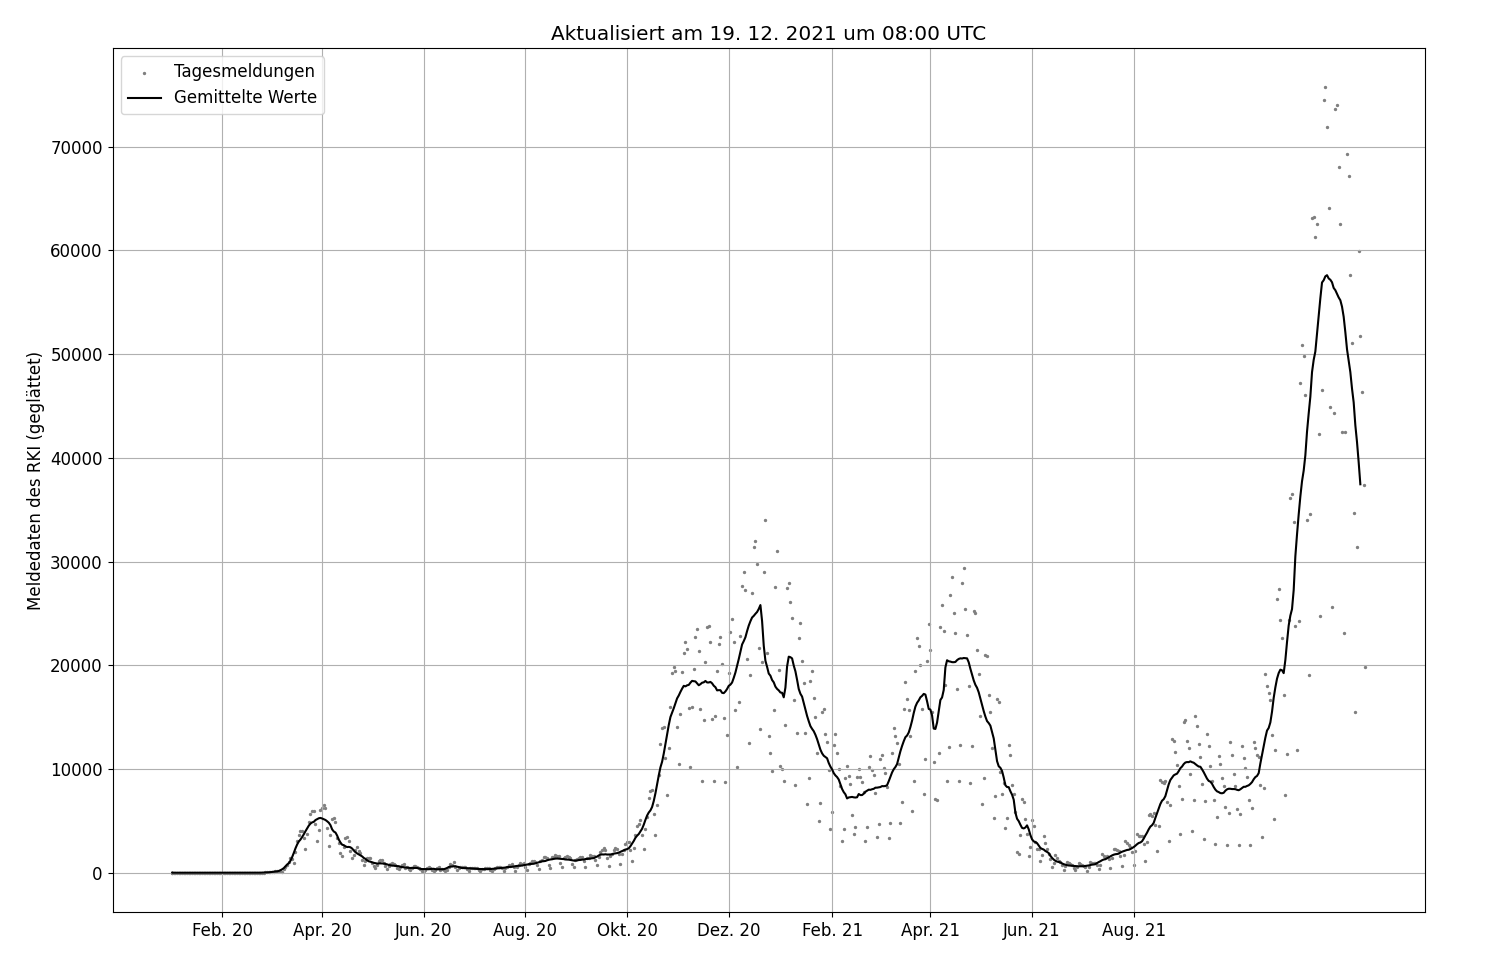 Aktualisiert am 19. 12. 2021 um 08:00 UTC
Tagesmeldungen
Gemittelte Werte
Meldedaten des RKI (geglättet)
70000
60000
50000
40000
30000
20000
10000
0
Feb. 20 Apr. 20 Jun. 20 Aug. 20 Okt. 20 Dez. 20 Feb. 21 Apr. 21 Jun. 21 Aug. 21